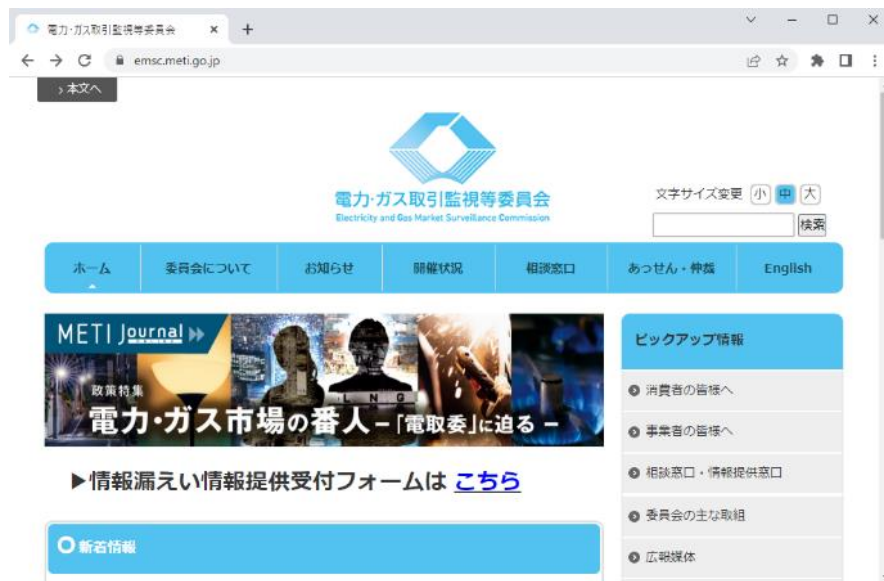 電力・ガス取引監視等委員会
emsc.meti.go.jp
本文へ
電力・ガス取引監視等委員会
Electricity and Gas Market Surveillance Commission
文字サイズ変更 小 中 大
検索
ホーム 委員会について お知らせ 開催状況 相談窓口 あっせん・仲裁 English
METI Journal
政策特集
LNG
電力・ガス市場の番人−「電取委」に迫る−
▶情報漏えい情報提供受付フォームは こちら
新着情報
ピックアップ情報
消費者の皆様へ
事業者の皆様へ
相談窓口・情報提供窓口
委員会の主な取組
広報媒体